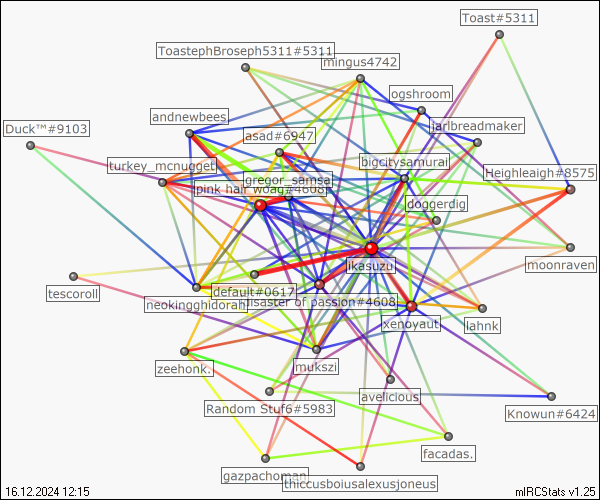 Toast#5311
ToastephBroseph5311#5311
mingus4742
ogshroom
andnewbees
Duck™#9103
asad#6947
jarlbreadmaker
turkey_mcnugget
bigcitysamurai
Heighleaigh#8575
gregor_samsa
pink hair woag#4608
doggerdig
ikasuzu
moonraven
tescoroll
default#0617
neokingghidorah
disaster of passion#4608
xenoyaut
lahnk
zeehonk.
mukszi
avelicious
Random Stuf6#5983
Knowun#6424
facadas.
gazpachoman
thiccusboiusalexusjoneus
16.12.2024 12:15
mIRCStats v1.25